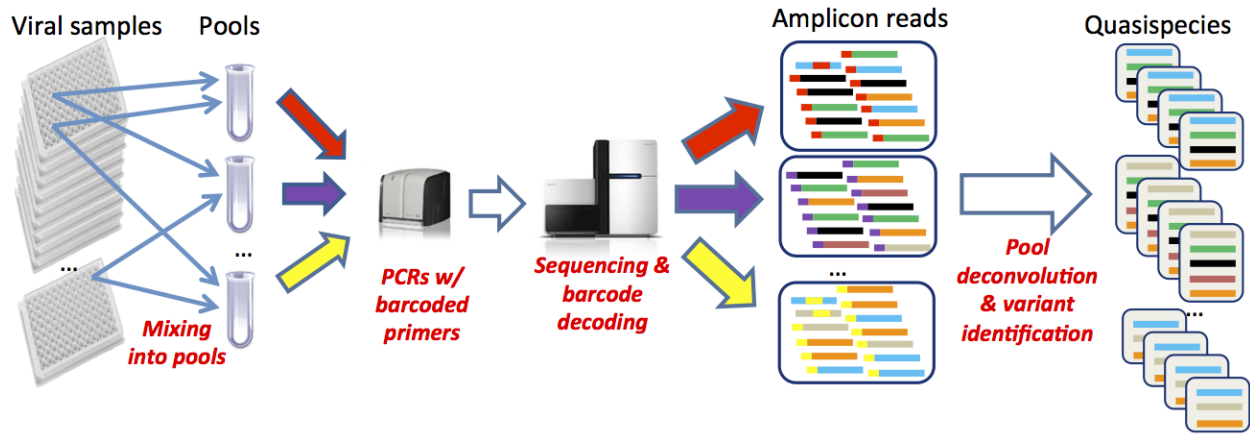 Viral samples
Pools
Amplicon reads
Quasispecies
...
...
Mixing
into pools
PCRs w/
barcoded
primers
Sequencing &
barcode
decoding
...
Pool
deconvolution
& variant
identification
...